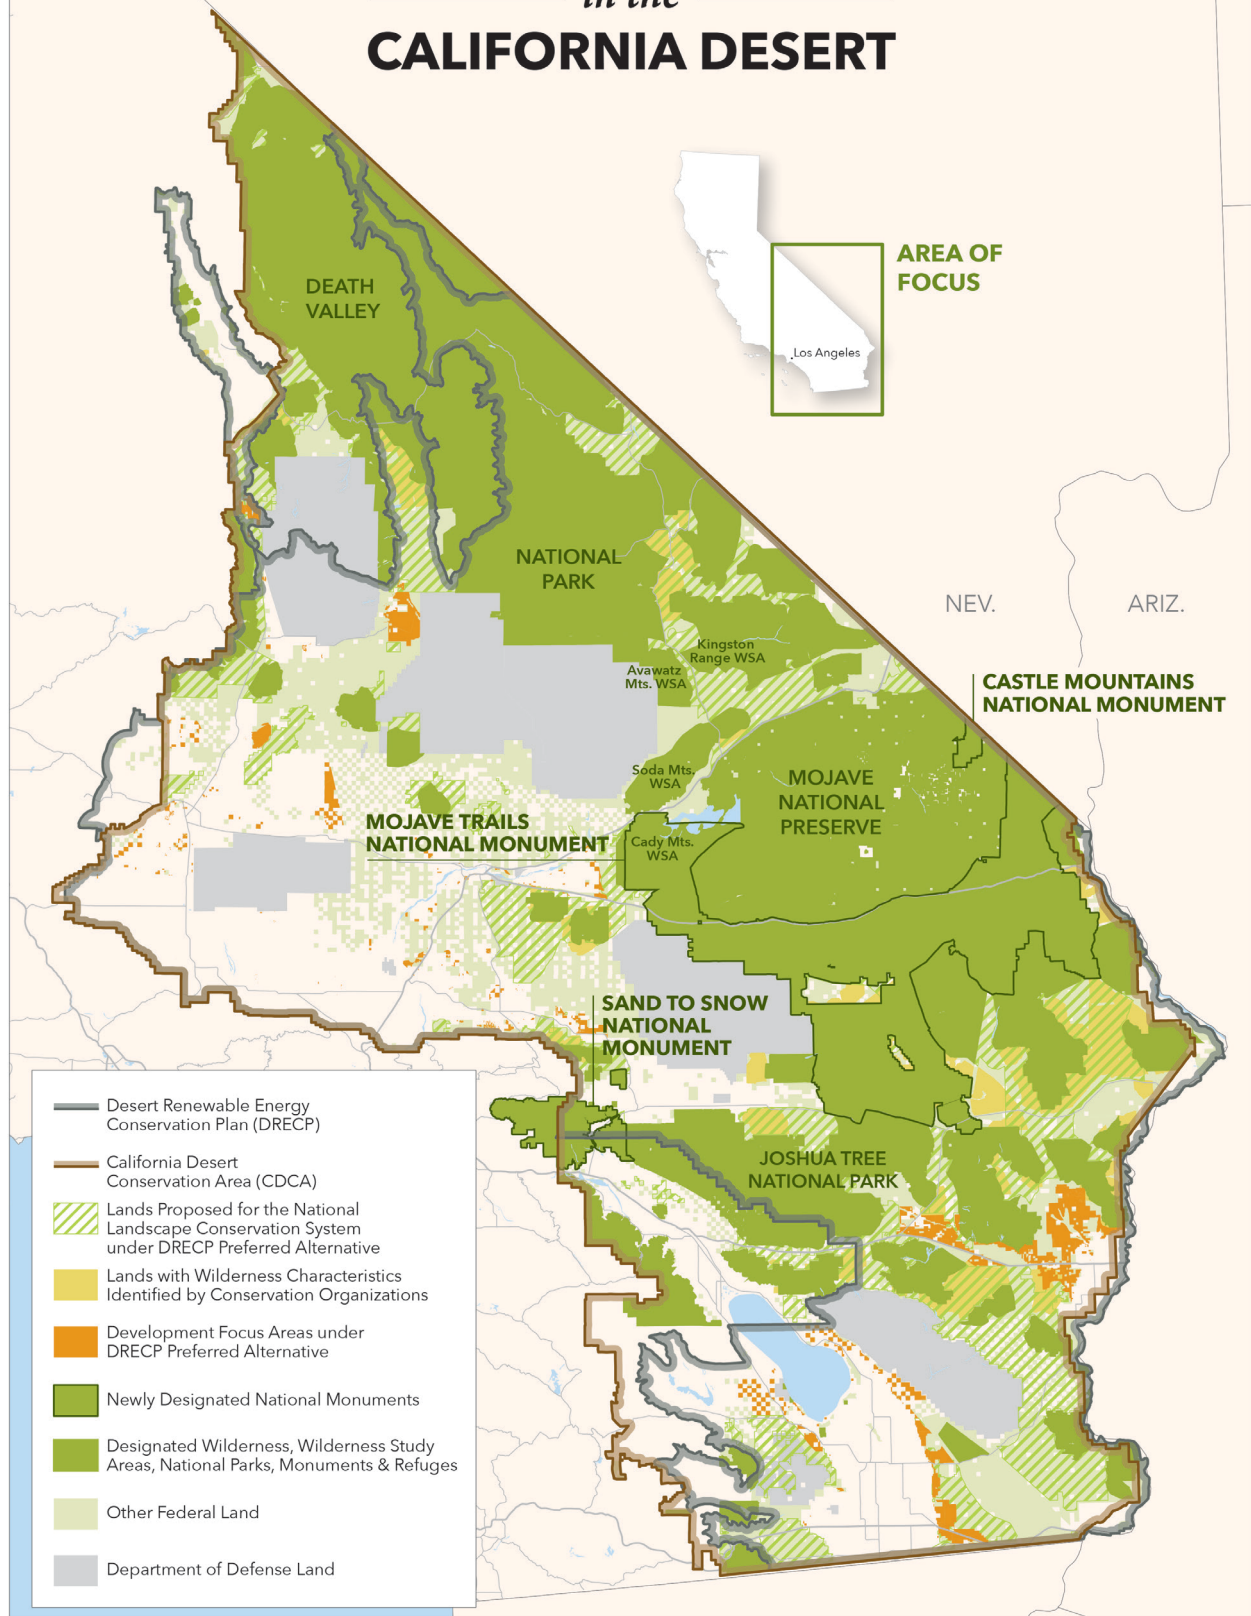 in the
CALIFORNIA DESERT
AREA OF
FOCUS
Los Angeles
DEATH
VALLEY
NATIONAL
PARK
NEV.
ARIZ.
Kingston
Range WSA
Avawatz
Mts. WSA
CASTLE MOUNTAINS
NATIONAL MONUMENT
Soda Mts.
WSA
MOJAVE
NATIONAL
PRESERVE
MOJAVE TRAILS
NATIONAL MONUMENT
Cady Mts.
WSA
SAND TO SNOW
NATIONAL
MONUMENT
JOSHUA TREE
NATIONAL PARK
Desert Renewable Energy
Conservation Plan (DRECP)
California Desert
Conservation Area (CDCA)
Lands Proposed for the National
Landscape Conservation System
under DRECP Preferred Alternative
Lands with Wilderness Characteristics
Identified by Conservation Organizations
Development Focus Areas under
DRECP Preferred Alternative
Newly Designated National Monuments
Designated Wilderness, Wilderness Study
Areas, National Parks, Monuments & Refuges
Other Federal Land
Department of Defense Land